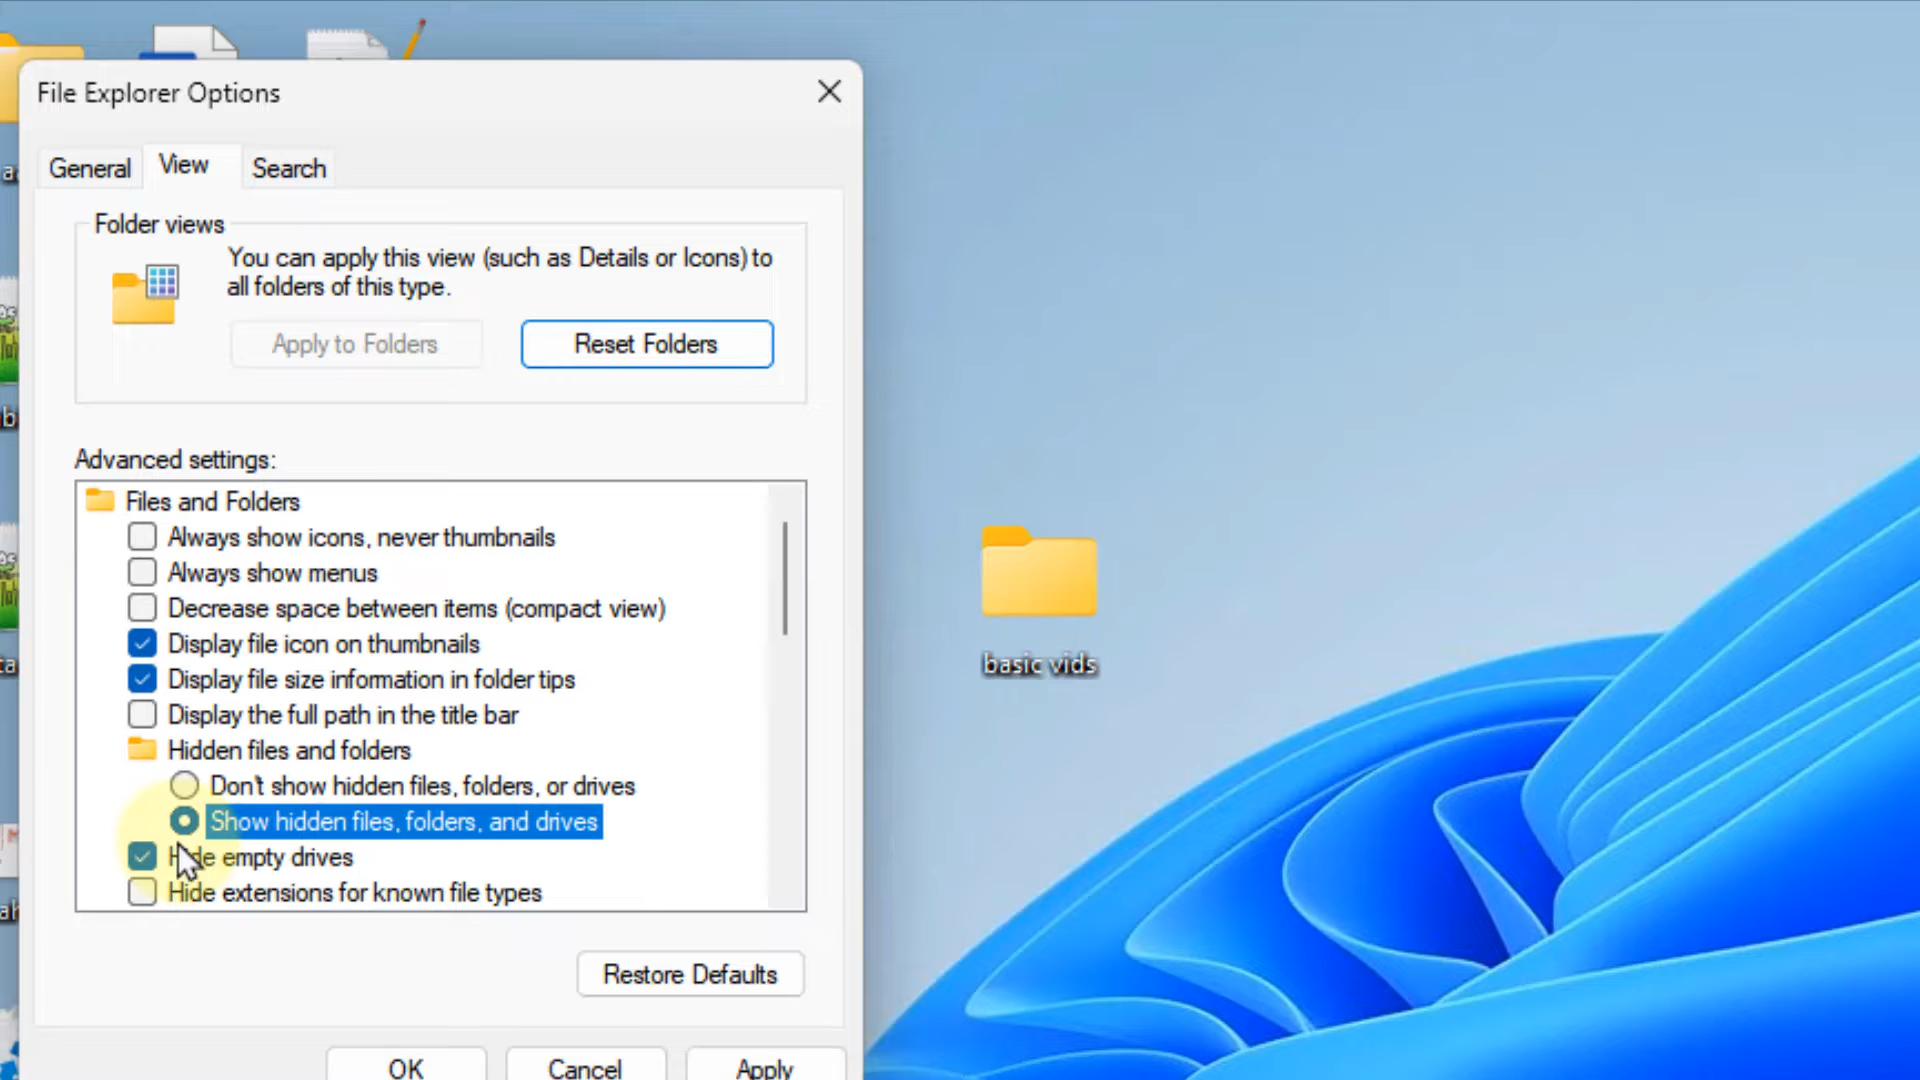 File Explorer Options
General
View
Search
Folder views
You can apply this view (such as Details or Icons) to
all folders of this type.
Apply to Folders
Reset Folders
Advanced settings:
Files and Folders
Always show icons, never thumbnails
Always show menus
Decrease space between items (compact view)
Display file icon on thumbnails
Display file size information in folder tips
Display the full path in the title bar
Hidden files and folders
Don't show hidden files, folders, or drives
Show hidden files, folders, and drives
Hide empty drives
Hide extensions for known file types
Restore Defaults
OK
Cancel
Apply
basic vids